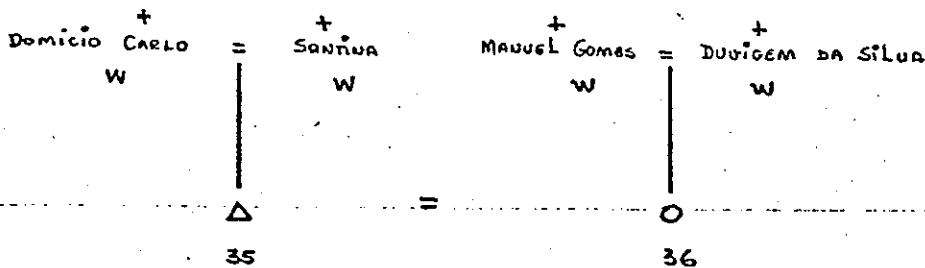 + + + +
Domicio Carlo = Santina Manuel Gomes = Duvigem da Silva
W W W W
=
35 36